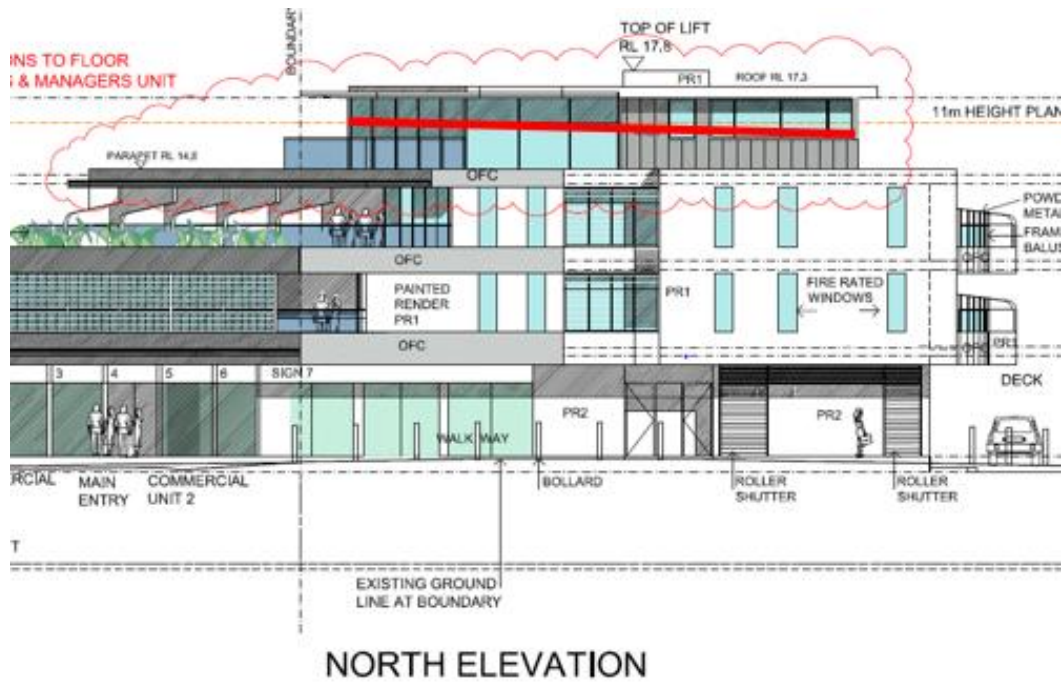 BOUNDARY
TOP OF LIFT
RL 17,8
ONS TO FLOOR
S & MANAGERS UNIT
PR1
ROOF RL 17,3
11m HEIGHT PLAN
PARAPET RL 14,8
OFC
POWD
METAL
FRAM
BALUS
OFC
OFC
PAINTED
RENDER
PR1
PR1
FIRE RATED
WINDOWS
OFC
OFC
PR1
3
4
5
6
SIGN 7
DECK
PR2
PR2
WALK WAY
RCIAL
MAIN
ENTRY
COMMERCIAL
UNIT 2
BOLLARD
ROLLER
SHUTTER
ROLLER
SHUTTER
T
EXISTING GROUND
LINE AT BOUNDARY
NORTH ELEVATION